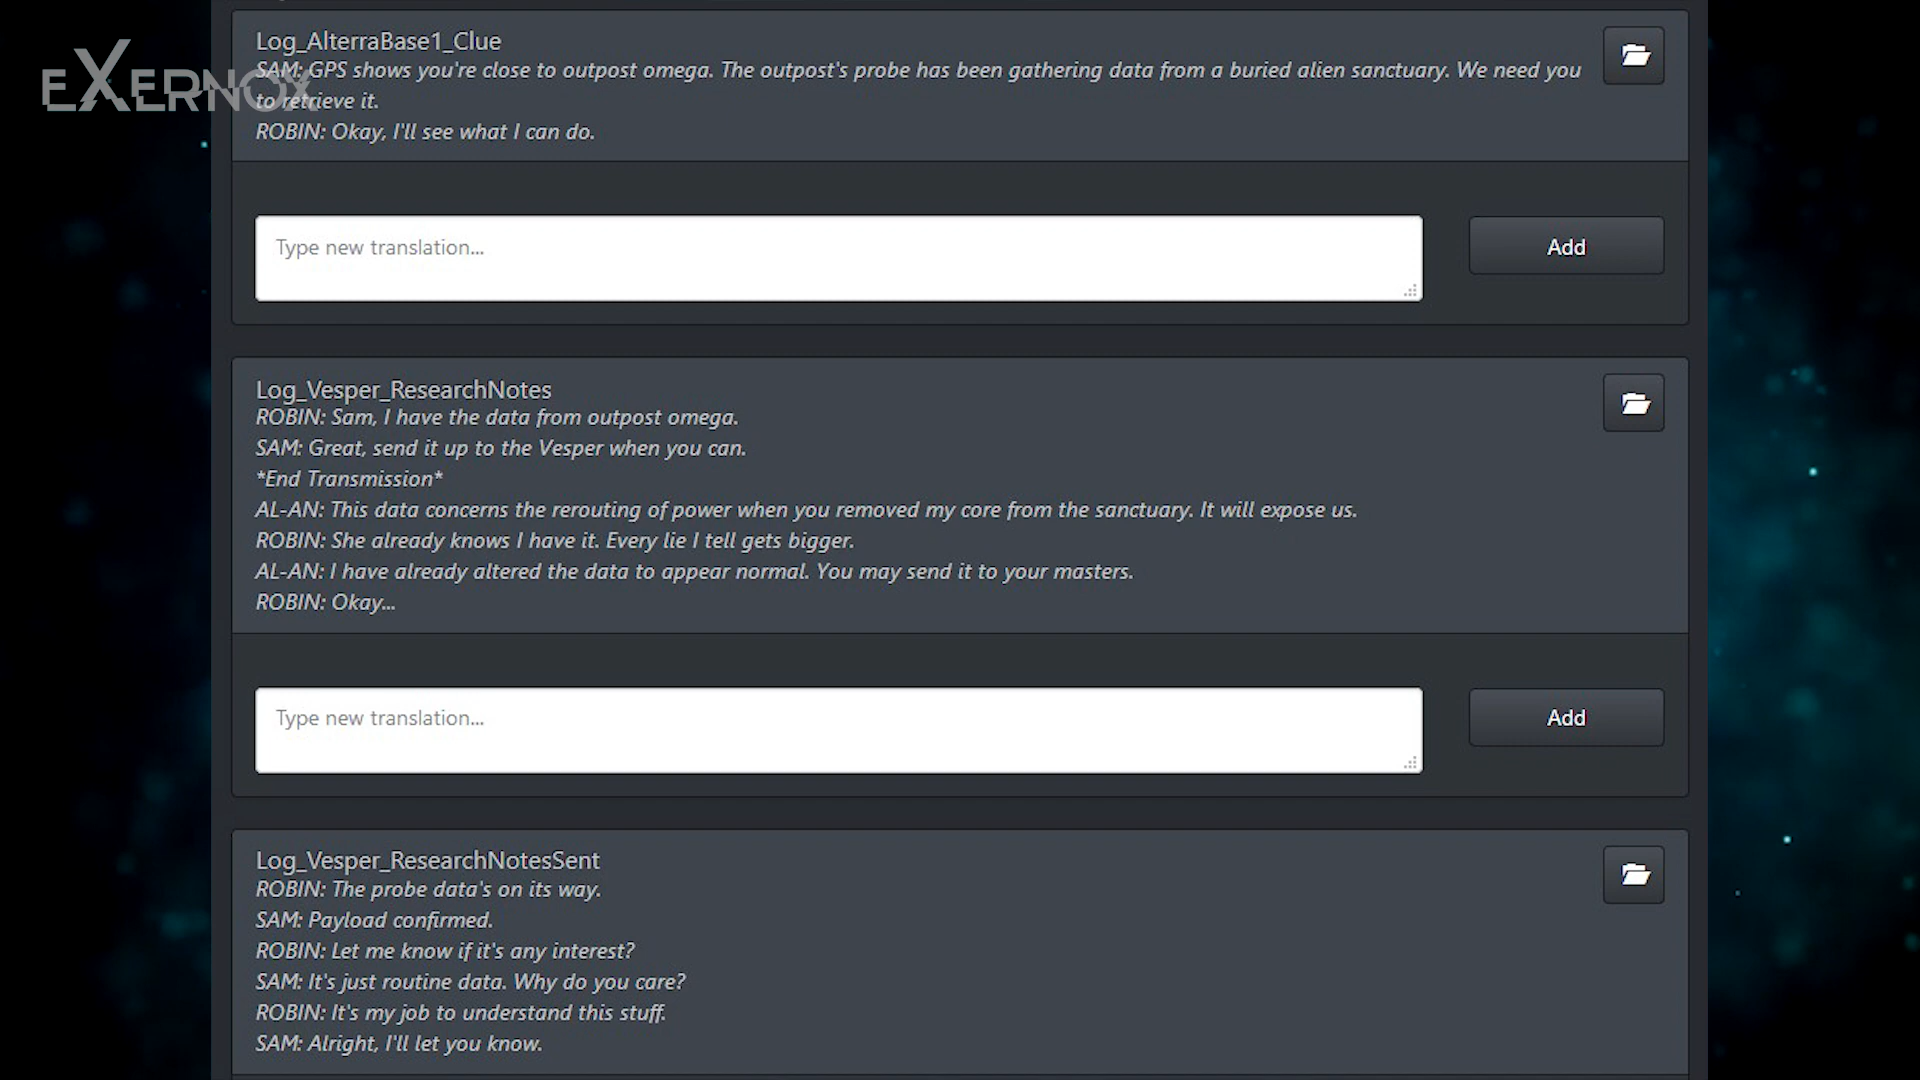 EXERNOX
Log_AlterraBase1_Clue
SAM: GPS shows you're close to outpost omega. The outpost's probe has been gathering data from a buried alien sanctuary. We need you
to retrieve it.
ROBIN: Okay, I'll see what I can do.
Type new translation...
Add
Log_Vesper_ResearchNotes
ROBIN: Sam, I have the data from outpost omega.
SAM: Great, send it up to the Vesper when you can.
*End Transmission*
AL-AN: This data concerns the rerouting of power when you removed my core from the sanctuary. It will expose us.
ROBIN: She already knows I have it. Every lie I tell gets bigger.
AL-AN: I have already altered the data to appear normal. You may send it to your masters.
ROBIN: Okay...
Type new translation...
Add
Log_Vesper_ResearchNotesSent
ROBIN: The probe data's on its way.
SAM: Payload confirmed.
ROBIN: Let me know if it's any interest?
SAM: It's just routine data. Why do you care?
ROBIN: It's my job to understand this stuff.
SAM: Alright, I'll let you know.